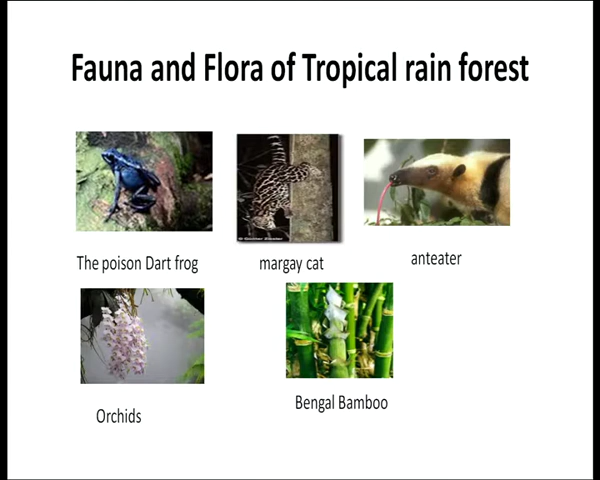 Fauna and Flora of Tropical rain forest
The poison Dart frog
margay cat
anteater
Orchids
Bengal Bamboo